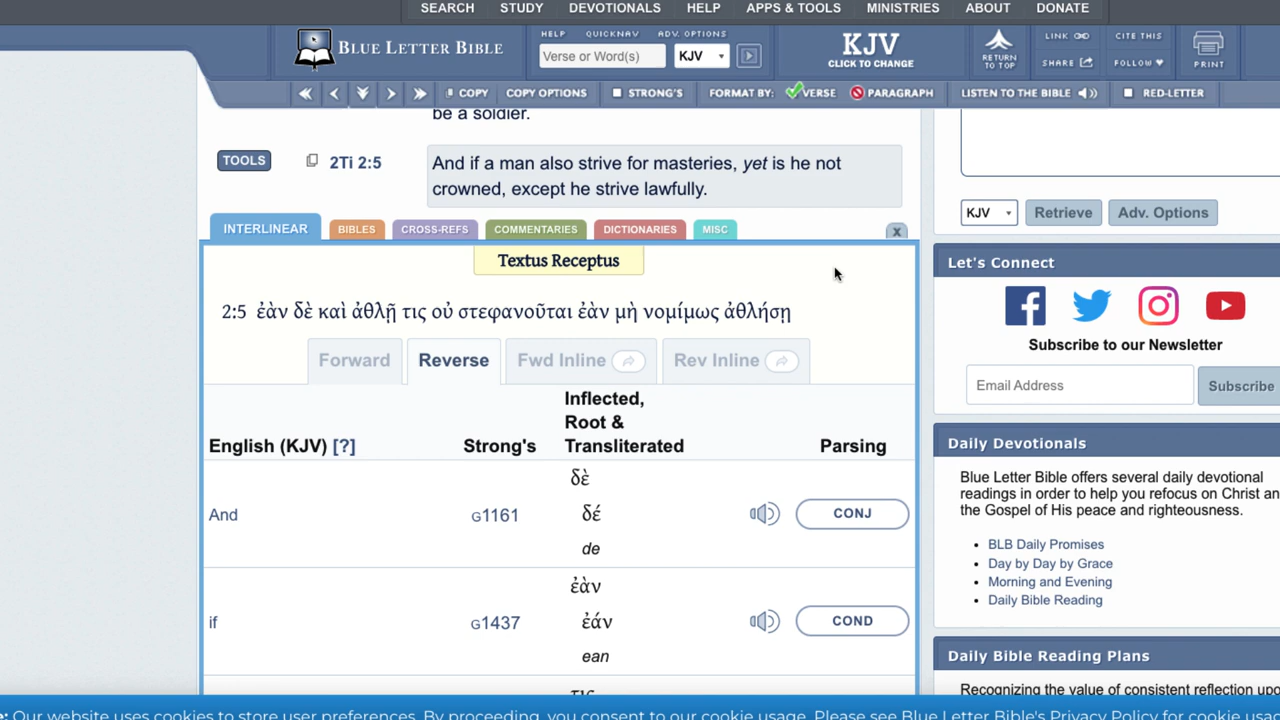 SEARCH STUDY DEVOTIONALS HELP APPS & TOOLS MINISTRIES ABOUT DONATE
BLUE LETTER BIBLE
HELP QUICKNAV ADV. OPTIONS
Verse or Word(s) KJV
KJV
CLICK TO CHANGE
RETURN
TO TOP
LINK CITE THIS
SHARE FOLLOW
PRINT
COPY COPY OPTIONS STRONG'S FORMAT BY: VERSE PARAGRAPH LISTEN TO THE BIBLE RED-LETTER
be a soldier.
TOOLS 2Ti 2:5 And if a man also strive for masteries, yet is he not
crowned, except he strive lawfully.
INTERLINEAR BIBLES CROSS-REFS COMMENTARIES DICTIONARIES MISC x
Textus Receptus
2:5 ἐὰν δὲ καὶ ἀθλῇ τις οὐ στεφανοῦται ἐὰν μὴ νομίμως ἀθλήσῃ
Forward Reverse Fwd Inline Rev Inline
English (KJV) [?] Strong's Inflected,
Root &
Transliterated Parsing
δὲ
And G1161 δέ CONJ
de
ἐὰν
if G1437 ἐάν COND
ean
τις
KJV Retrieve Adv. Options
Let's Connect
Subscribe to our Newsletter
Email Address Subscribe
Daily Devotionals
Blue Letter Bible offers several daily devotional
readings in order to help you refocus on Christ an
the Gospel of His peace and righteousness.
• BLB Daily Promises
• Day by Day by Grace
• Morning and Evening
• Daily Bible Reading
Daily Bible Reading Plans
Recognizing the value of consistent reflection upo
e: Our website uses cookies to store user preferences. By proceeding, you consent to our cookie usage. Please see Blue Letter Bible's Privacy Policy for cookie usag